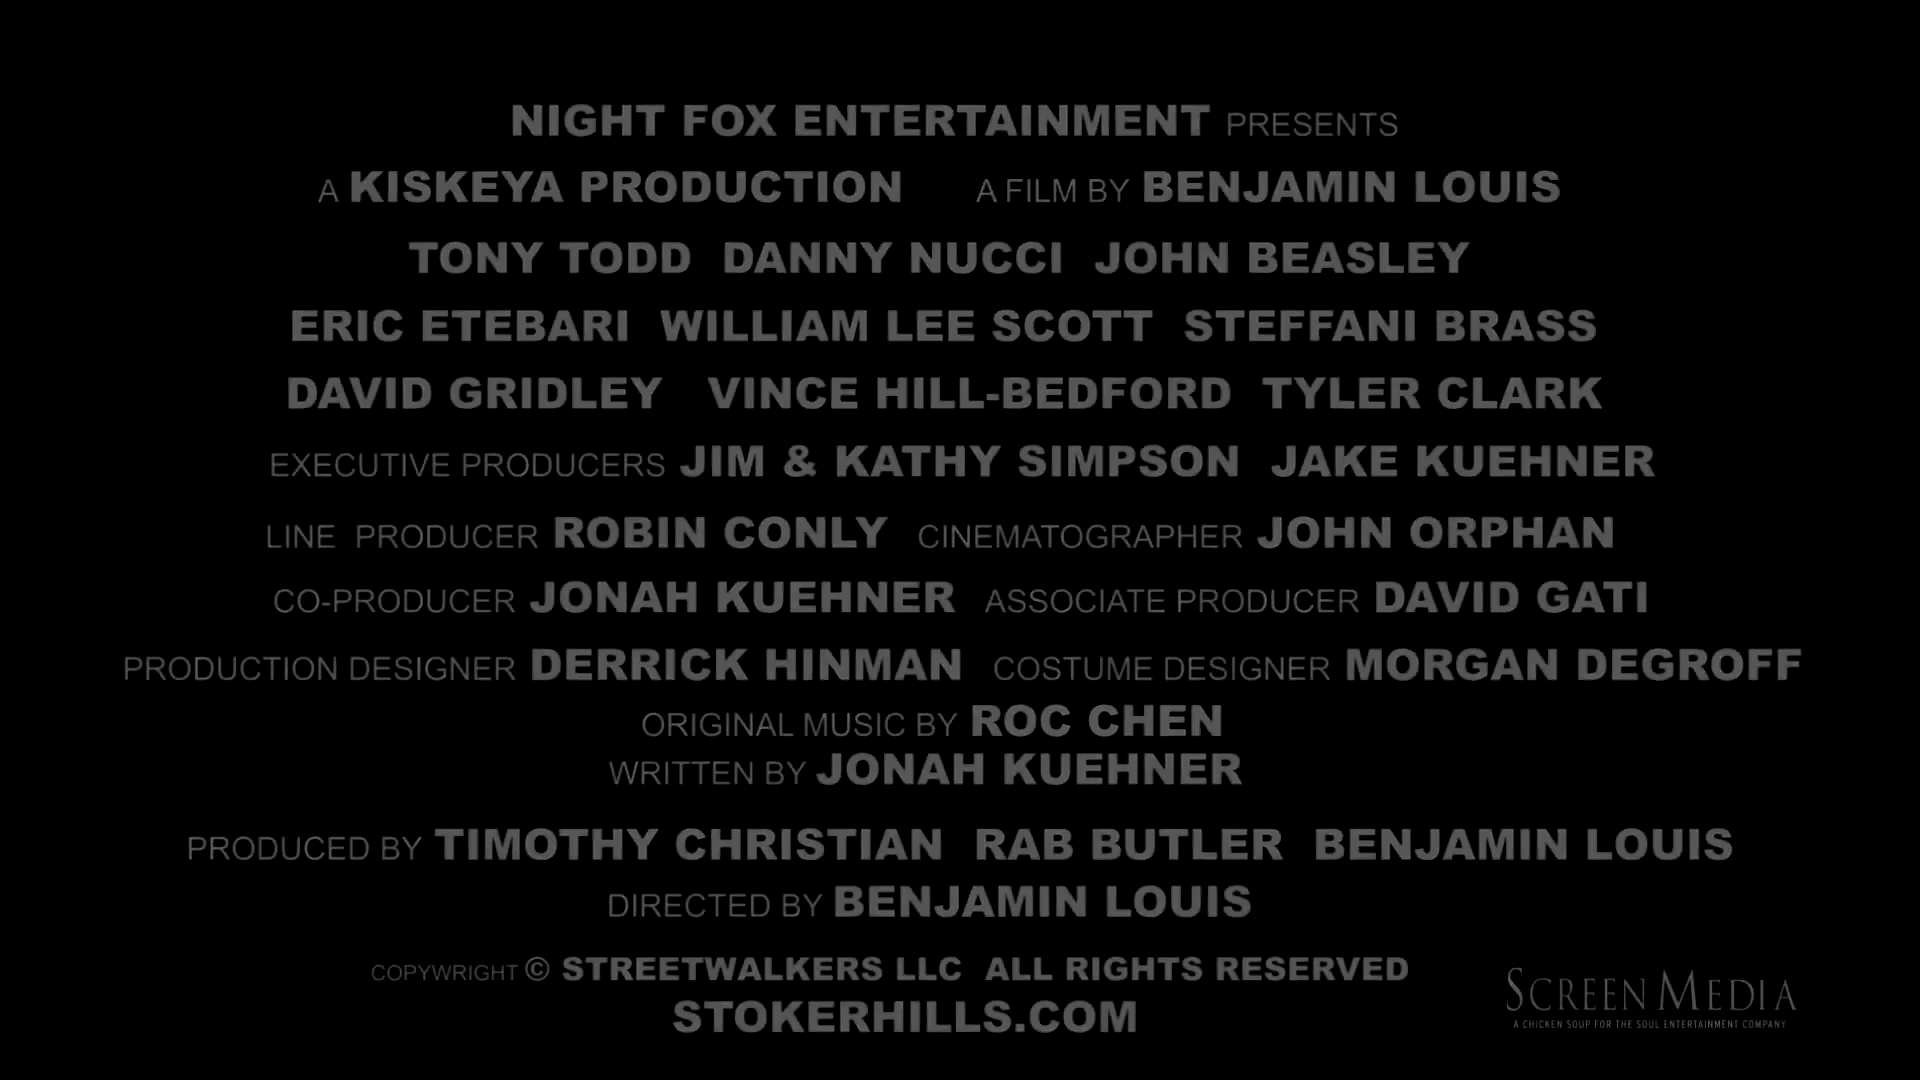 NIGHT FOX ENTERTAINMENT PRESENTS
A KISKEYA PRODUCTION A FILM BY BENJAMIN LOUIS
TONY TODD DANNY NUCCI JOHN BEASLEY
ERIC ETEBARI WILLIAM LEE SCOTT STEFFANI BRASS
DAVID GRIDLEY VINCE HILL-BEDFORD TYLER CLARK
EXECUTIVE PRODUCERS JIM & KATHY SIMPSON JAKE KUEHNER
LINE PRODUCER ROBIN CONLY CINEMATOGRAPHER JOHN ORPHAN
CO-PRODUCER JONAH KUEHNER ASSOCIATE PRODUCER DAVID GATI
PRODUCTION DESIGNER DERRICK HINMAN COSTUME DESIGNER MORGAN DEGROFF
ORIGINAL MUSIC BY ROC CHEN
WRITTEN BY JONAH KUEHNER
PRODUCED BY TIMOTHY CHRISTIAN RAB BUTLER BENJAMIN LOUIS
DIRECTED BY BENJAMIN LOUIS
COPYWRIGHT © STREETWALKERS LLC ALL RIGHTS RESERVED
STOKERHILLS.COM
SCREEN MEDIA
A CHICKEN SOUP FOR THE SOUL ENTERTAINMENT COMPANY